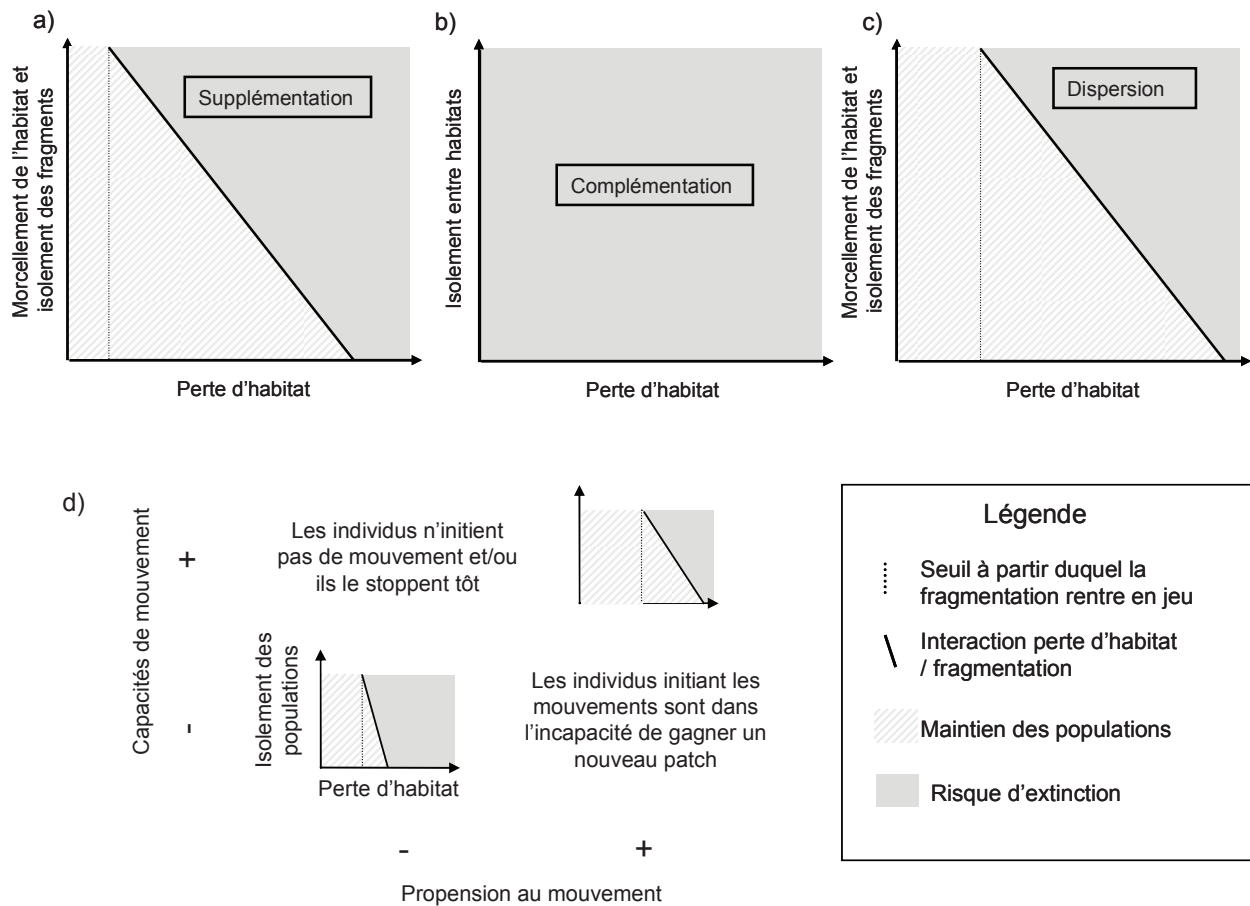 a)
Morcellement de l'habitat et
isolement des fragments
Supplémentation
Perte d'habitat
b)
Isolement entre habitats
Complémentation
Perte d'habitat
c)
Morcellement de l'habitat et
isolement des fragments
Dispersion
Perte d'habitat
d)
Capacités de mouvement
+
-
Les individus n'initient
pas de mouvement et/ou
ils le stoppent tôt
Isolement des
populations
Perte d'habitat
Les individus initiant les
mouvements sont dans
l'incapacité de gagner un
nouveau patch
-
+
Propension au mouvement
Légende
Seuil à partir duquel la
fragmentation rentre en jeu
Interaction perte d'habitat
/ fragmentation
Maintien des populations
Risque d'extinction